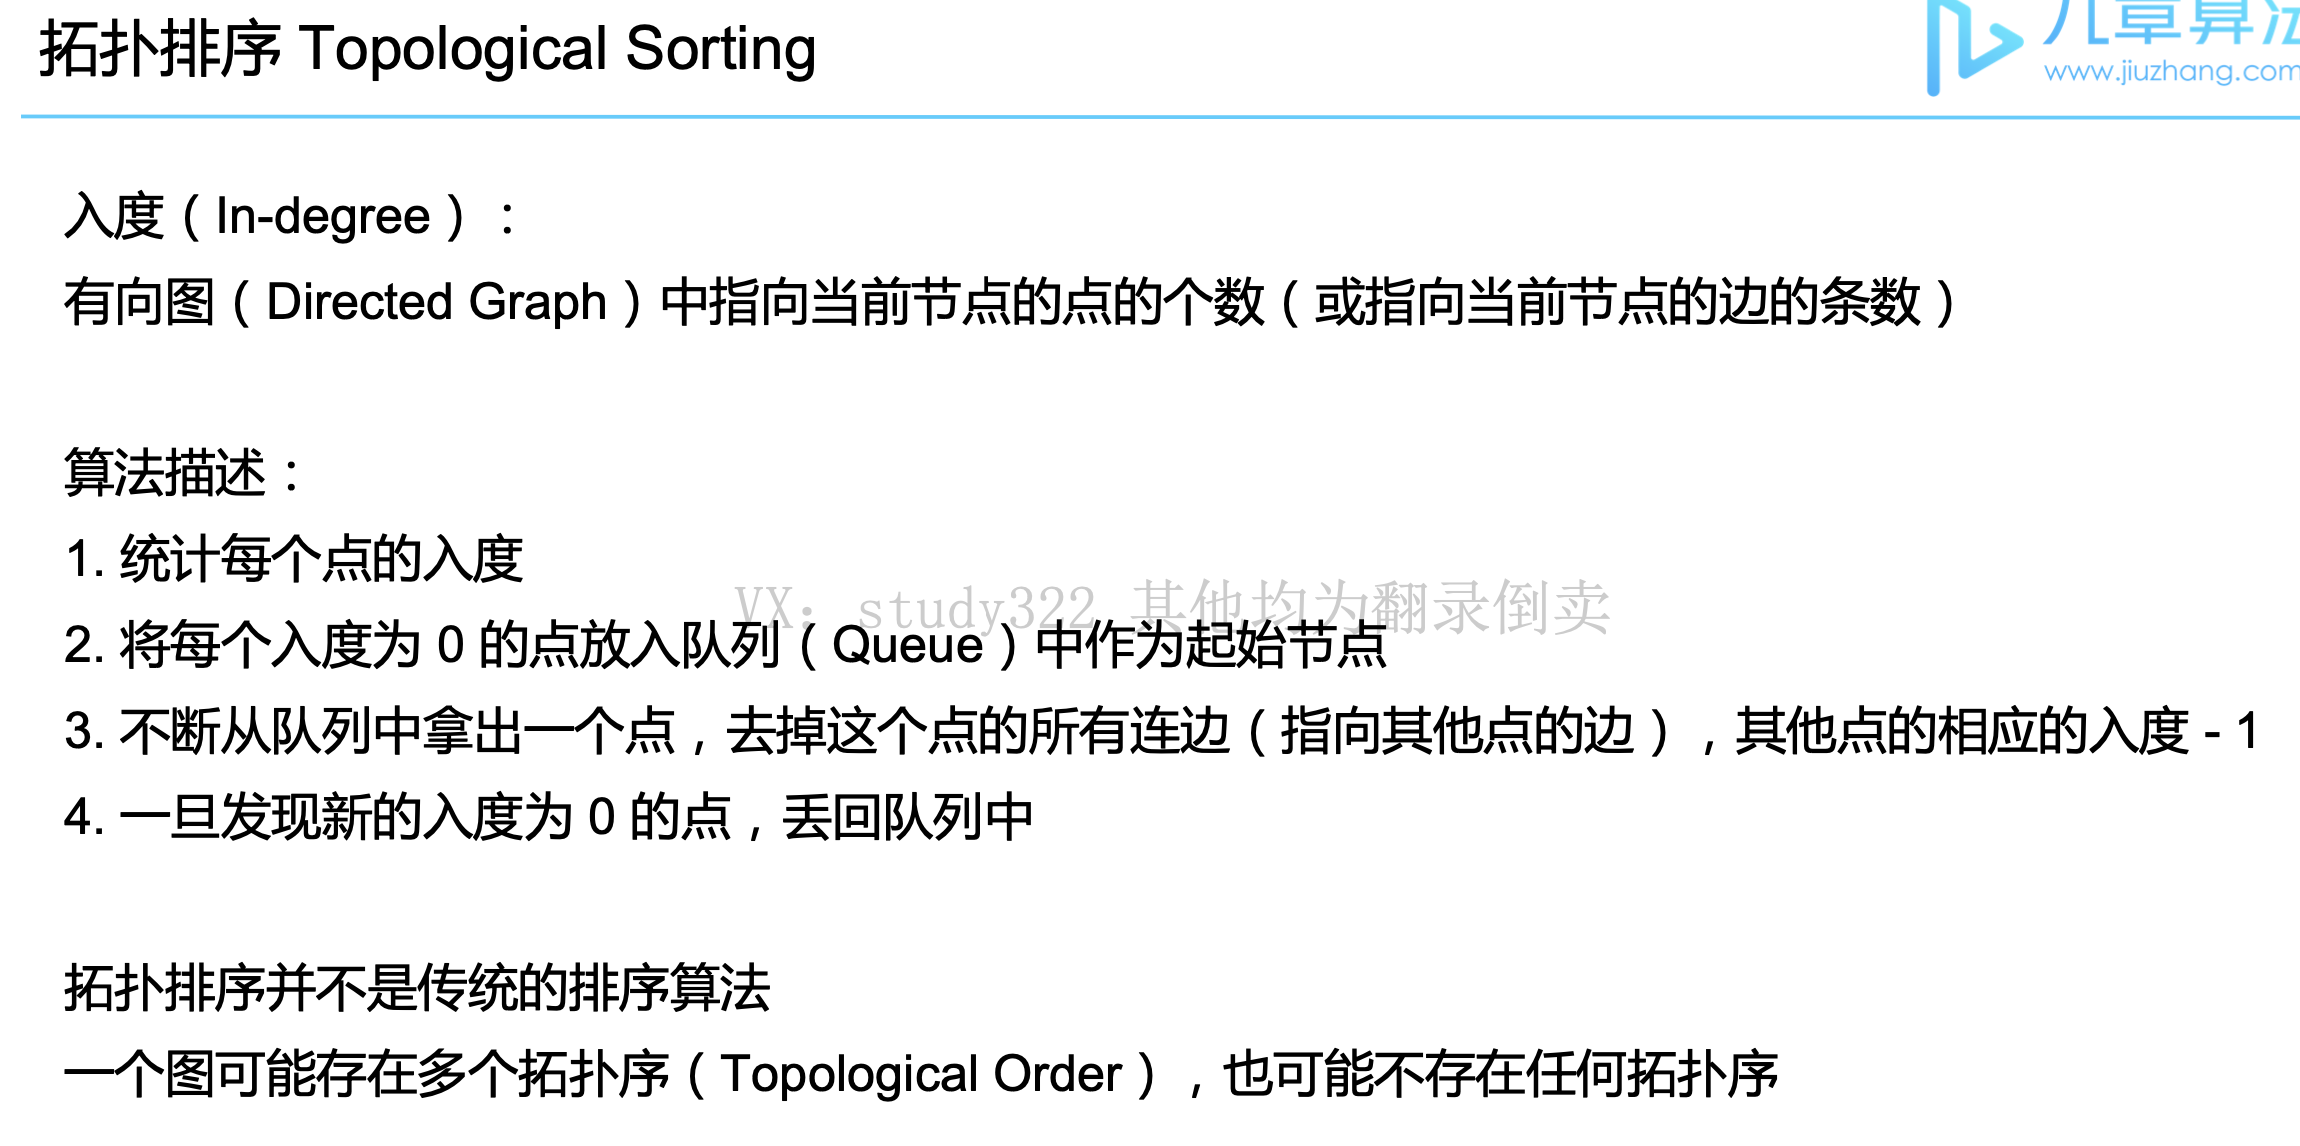 拓扑排序 Topological Sorting
九章算法
www.jiuzhang.com
入度（In-degree）：
有向图（Directed Graph）中指向当前节点的点的个数（或指向当前节点的边的条数）
算法描述：
1. 统计每个点的入度
VX：study322 其他均为翻录倒卖
2. 将每个入度为 0 的点放入队列（Queue）中作为起始节点
3. 不断从队列中拿出一个点，去掉这个点的所有连边（指向其他点的边），其他点的相应的入度 - 1
4. 一旦发现新的入度为 0 的点，丢回队列中
拓扑排序并不是传统的排序算法
一个图可能存在多个拓扑序（Topological Order），也可能不存在任何拓扑序